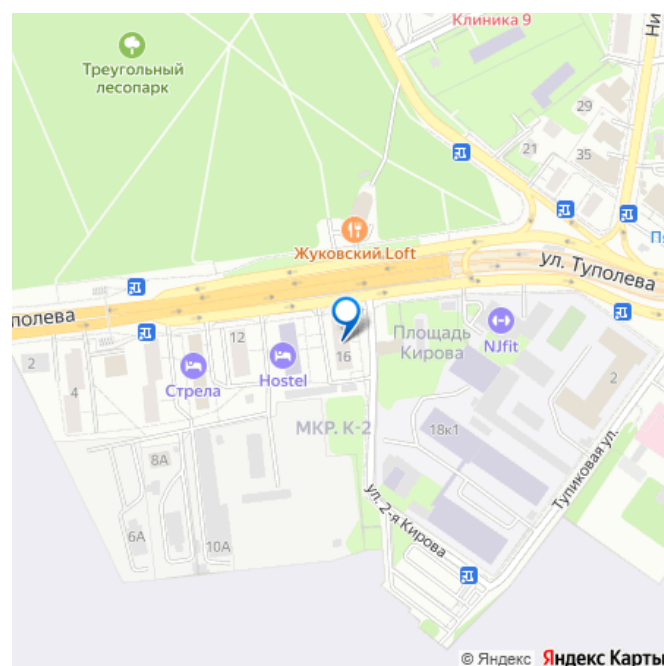 Клиника 9
Треугольный
лесопарк
29
21
35
Жуковский Loft
ул. Туполева
полева
12
16
Площадь
Кирова
NJfit
2
4
Стрела
Hostel
2
МКР. К-2
18к1
8А
ул. 2-я Кирова
Тупиковая ул.
6А
10А
© Яндекс Яндекс Карты